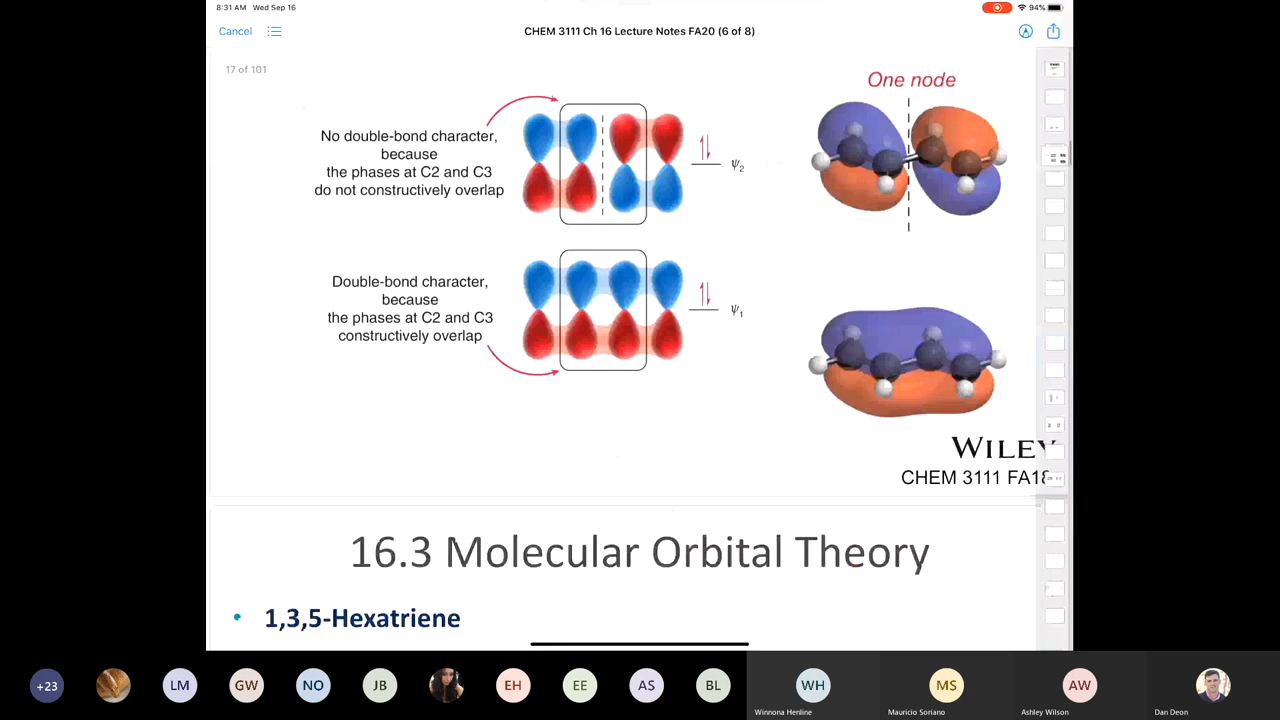 8:31 AM Wed Sep 16
94%
Cancel
CHEM 3111 Ch 16 Lecture Notes FA20 (6 of 8)
17 of 101
One node
No double-bond character,
because
the phases at C2 and C3
do not constructively overlap
ψ2
Double-bond character,
because
the phases at C2 and C3
constructively overlap
ψ1
WILEY
CHEM 3111 FA18
16.3 Molecular Orbital Theory
• 1,3,5-Hexatriene
+23
LM
GW
NO
JB
EH
EE
AS
BL
WH
MS
AW
Winnona Henline
Mauricio Soriano
Ashley Wilson
Dan Deon